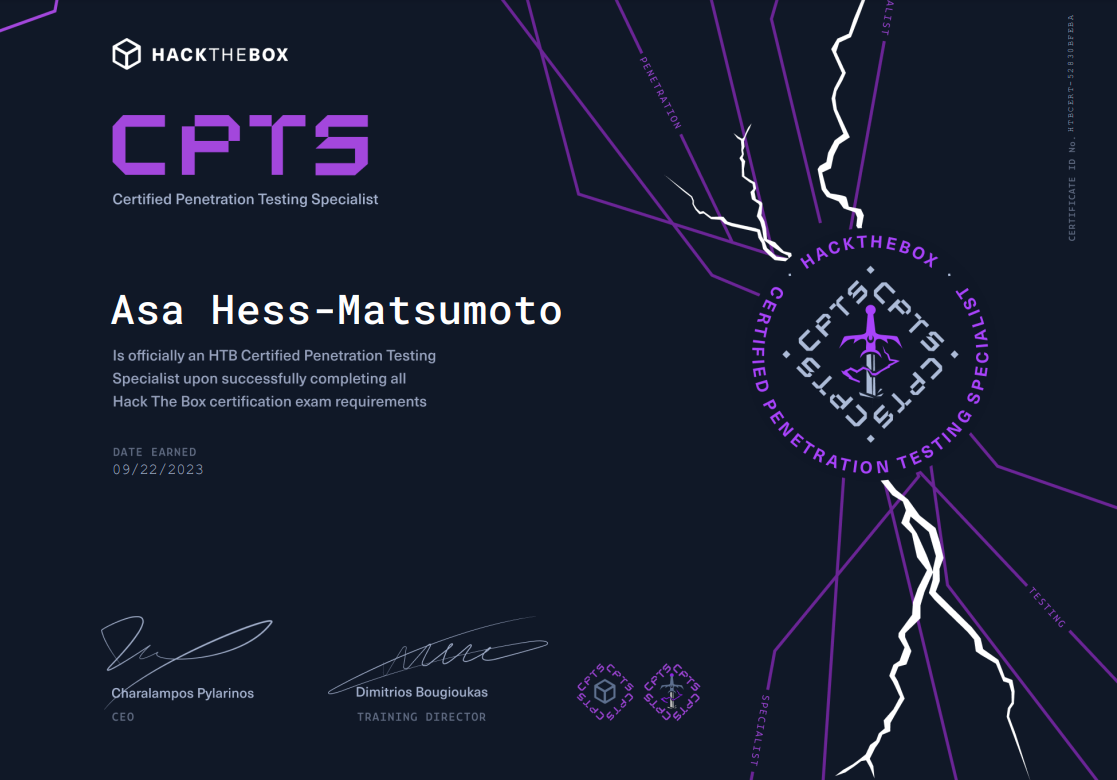 HACKTHEBOX
CPTS
Certified Penetration Testing Specialist
Asa Hess-Matsumoto
Is officially an HTB Certified Penetration Testing
Specialist upon successfully completing all
Hack The Box certification exam requirements
DATE EARNED
09/22/2023
Charalampos Pylarinos
CEO
Dimitrios Bougioukas
TRAINING DIRECTOR
CPTS CPTS CPTS CPTS
CPTS CPTS CPTS CPTS
PENETRATION
ALIST
CERTIFICATE ID No. HTBCERT-52830BFEBA
HACKTHEBOX
CERTIFIED PENETRATION TESTING SPECIALIST
CPTS CPTS CPTS CPTS
TESTING
SPECIALIST